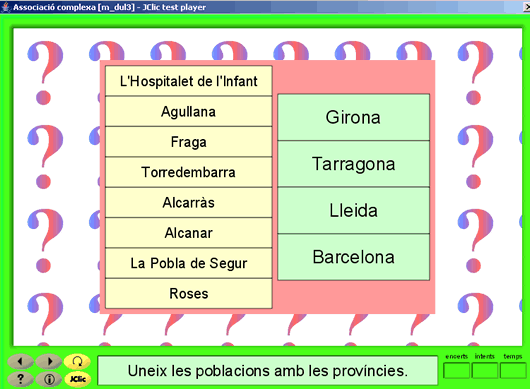 Associació complexa [m_dul3] - JClic test player
L'Hospitalet de l'Infant
Agullana
Fraga
Torredembarra
Alcarràs
Alcanar
La Pobla de Segur
Roses
Girona
Tarragona
Lleida
Barcelona
encerts intents temps
JClic
Uneix les poblacions amb les províncies.